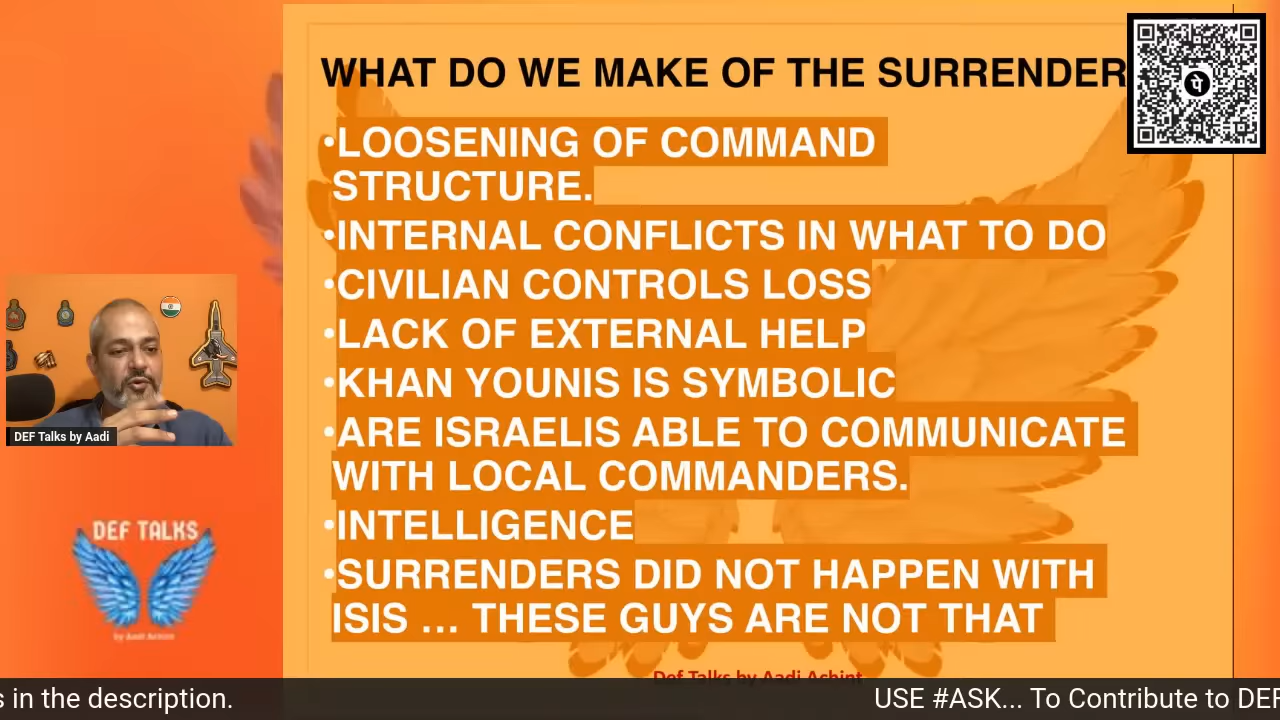 WHAT DO WE MAKE OF THE SURRENDER
•LOOSENING OF COMMAND
STRUCTURE.
•INTERNAL CONFLICTS IN WHAT TO DO
•CIVILIAN CONTROLS LOSS
•LACK OF EXTERNAL HELP
•KHAN YOUNIS IS SYMBOLIC
•ARE ISRAELIS ABLE TO COMMUNICATE
WITH LOCAL COMMANDERS.
•INTELLIGENCE
•SURRENDERS DID NOT HAPPEN WITH
ISIS ... THESE GUYS ARE NOT THAT
पे
DEF Talks by Aadi
DEF TALKS
by Aadi Achint
Def Talks by Aadi Achint
s in the description.
USE #ASK... To Contribute to DEF